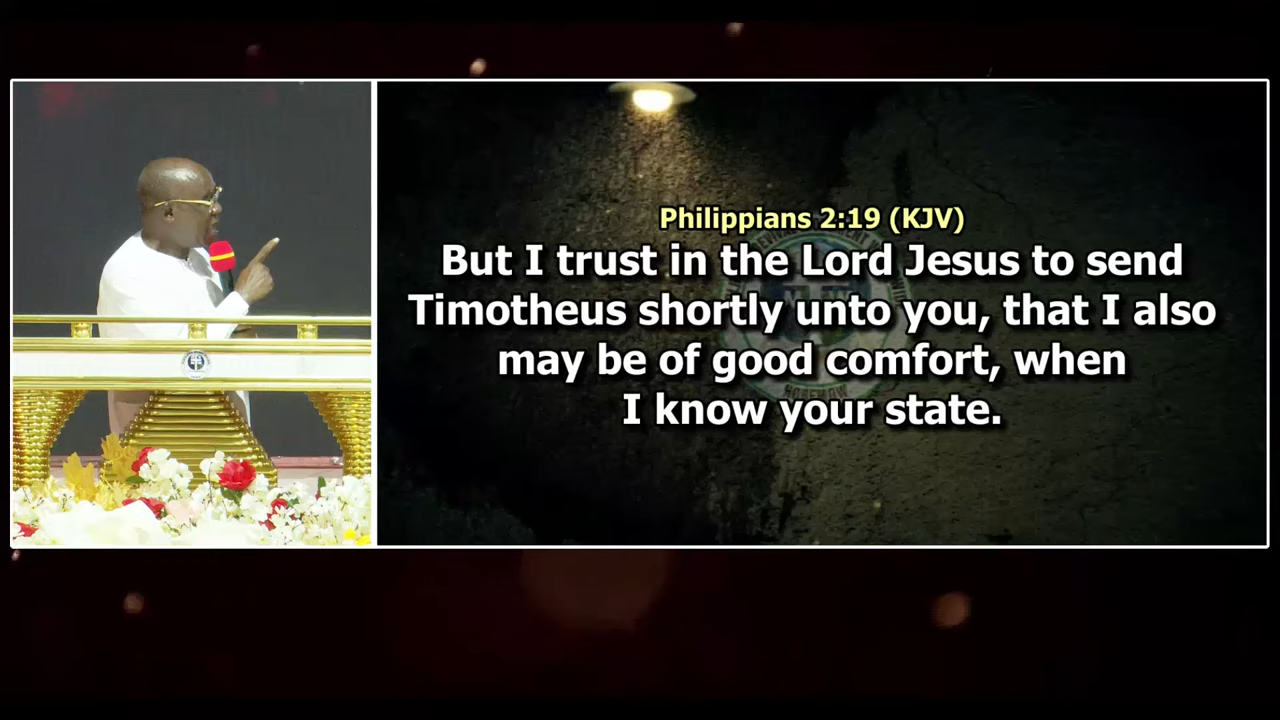 Philippians 2:19 (KJV)
But I trust in the Lord Jesus to send
Timotheus shortly unto you, that I also
may be of good comfort, when
I know your state.